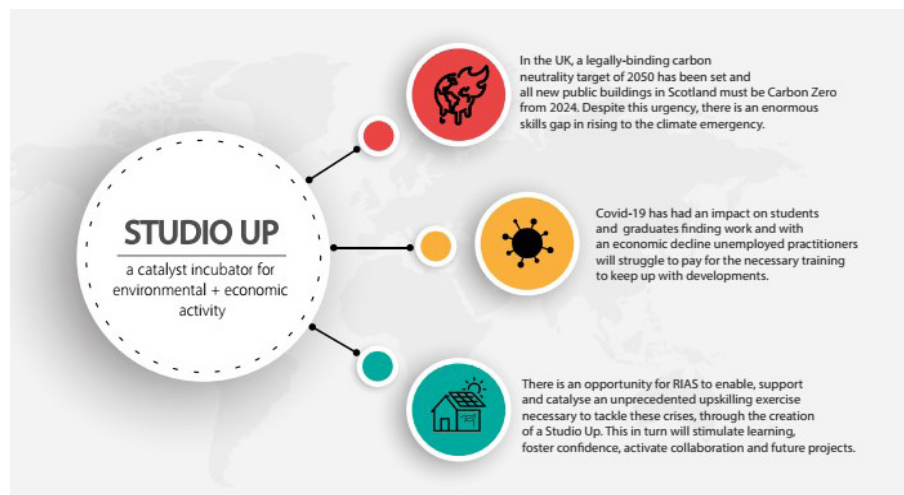 STUDIO UP
a catalyst incubator for
environmental + economic
activity
In the UK, a legally-binding carbon
neutrality target of 2050 has been set and
all new public buildings in Scotland must be Carbon Zero
from 2024. Despite this urgency, there is an enormous
skills gap in rising to the climate emergency.
Covid-19 has had an impact on students
and graduates finding work and with
an economic decline unemployed practitioners
will struggle to pay for the necessary training
to keep up with developments.
There is an opportunity for RIAS to enable, support
and catalyse an unprecedented upskilling exercise
necessary to tackle these crises, through the creation
of a Studio Up. This in turn will stimulate learning,
foster confidence, activate collaboration and future projects.